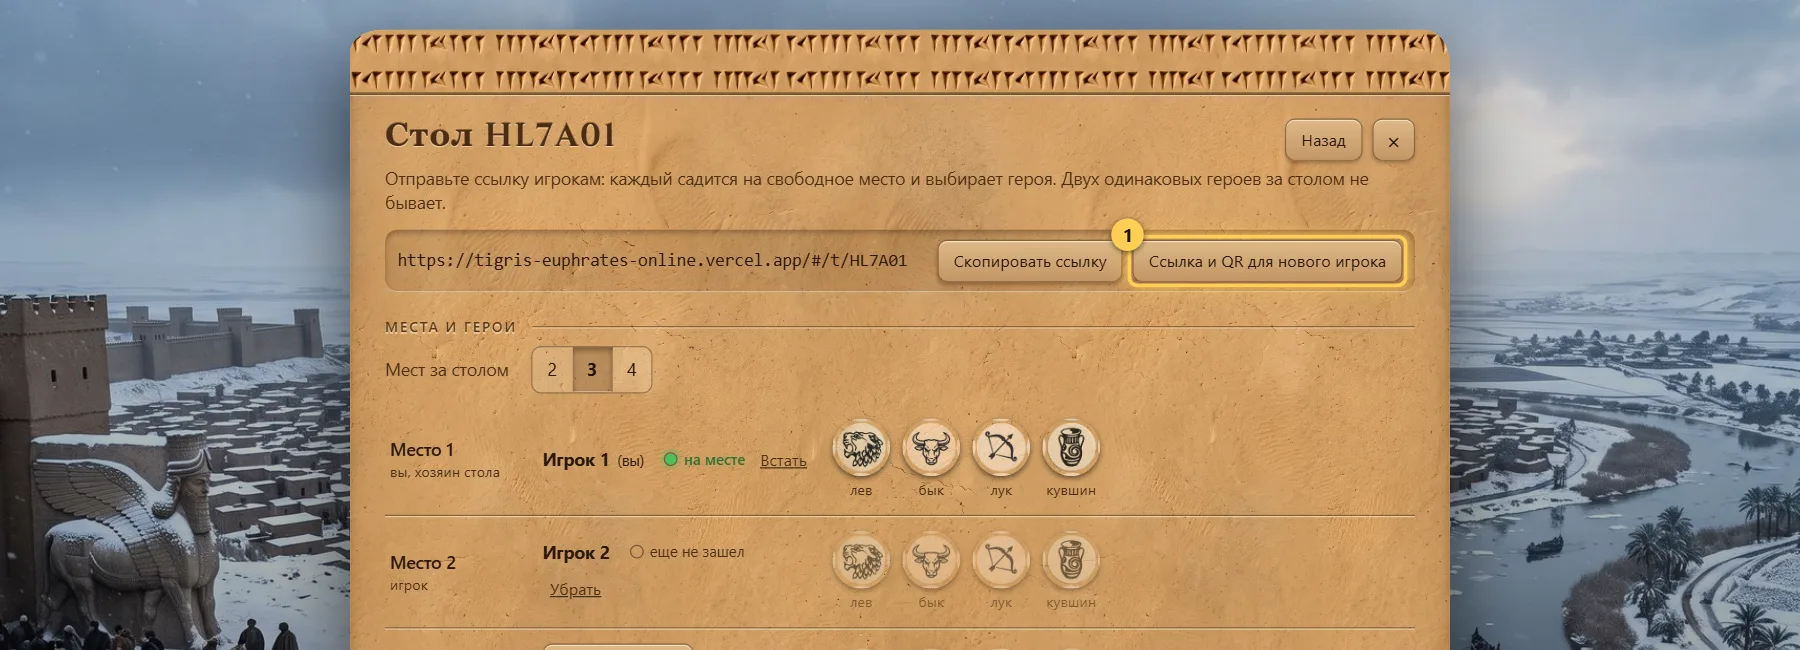 Стол HL7A01
Назад
×
Отправьте ссылку игрокам: каждый садится на свободное место и выбирает героя. Двух одинаковых героев за столом не
бывает.
https://tigris-euphrates-online.vercel.app/#/t/HL7A01
Скопировать ссылку
1
Ссылка и QR для нового игрока
МЕСТА И ГЕРОИ
Мест за столом 2 3 4
Место 1
вы, хозяин стола
Игрок 1 (вы) на месте Встать
лев бык лук кувшин
Место 2
игрок
Игрок 2 еще не зашел
Убрать
лев бык лук кувшин